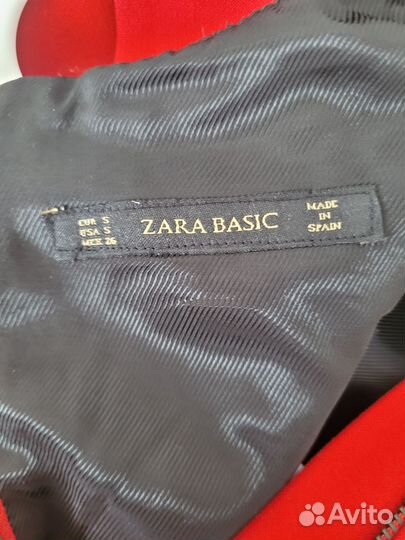 EUR S
USA S
MEX 26
ZARA BASIC
MADE
IN
SPAIN
Avito